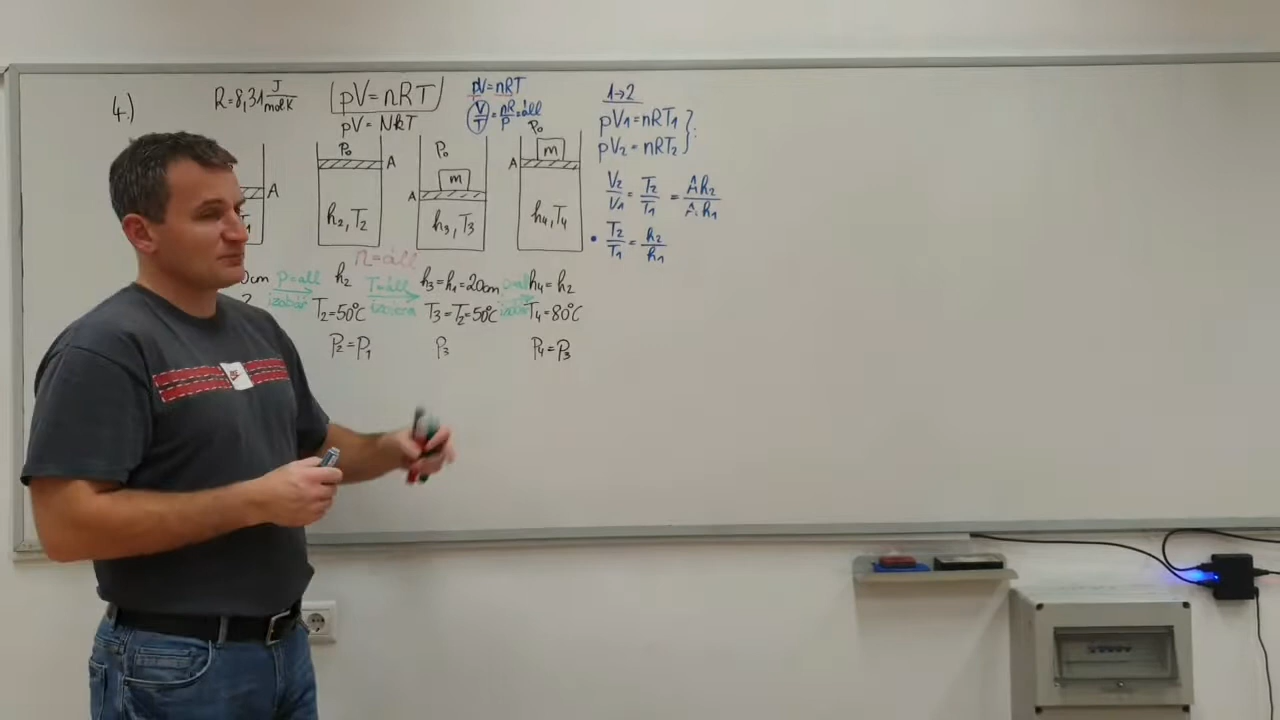 4.)
R=8,31 J/molK
pV=nRT
pV=NkT
pV=nRT
V/T=nR/P=áll
P₀ A
P₀ m A
P₀ m A
A
T₁
h₂,T₂
h₃,T₃
h₄,T₄
n=áll
0cm
p=áll
izobár
h₂
T=áll
izoterm
h₃=h₁=20cm
h₄=h₂
T₂=50°C
T₃=T₂=50°C
T₄=80°C
P₂=P₁
P₃
P₄=P₃
1→2
pV₁=nRT₁
pV₂=nRT₂ } :
V₂/V₁=T₂/T₁=Ah₂/Ah₁
• T₂/T₁=h₂/h₁